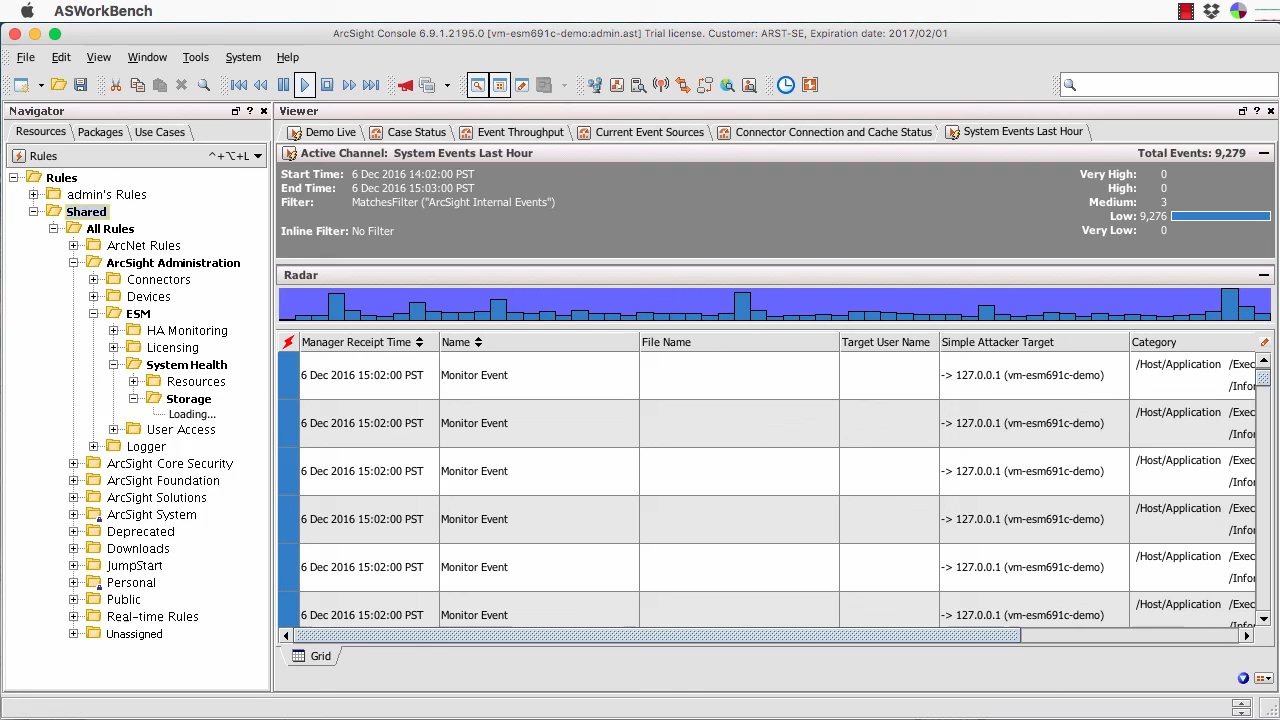 ASWorkBench
ArcSight Console 6.9.1.2195.0 [vm-esm691c-demo:admin.ast] Trial license. Customer: ARST-SE, Expiration date: 2017/02/01
File Edit View Window Tools System Help
Navigator
Resources Packages Use Cases
Rules ^+⌥+L
Rules
admin's Rules
Shared
All Rules
ArcNet Rules
ArcSight Administration
Connectors
Devices
ESM
HA Monitoring
Licensing
System Health
Resources
Storage
Loading...
User Access
Logger
ArcSight Core Security
ArcSight Foundation
ArcSight Solutions
ArcSight System
Deprecated
Downloads
JumpStart
Personal
Public
Real-time Rules
Unassigned
Viewer
Demo Live Case Status Event Throughput Current Event Sources Connector Connection and Cache Status System Events Last Hour
Active Channel: System Events Last Hour Total Events: 9,279
Start Time: 6 Dec 2016 14:02:00 PST Very High: 0
End Time: 6 Dec 2016 15:03:00 PST High: 0
Filter: MatchesFilter ("ArcSight Internal Events") Medium: 3
Low: 9,276
Inline Filter: No Filter Very Low: 0
Radar
Manager Receipt Time Name File Name Target User Name Simple Attacker Target Category
6 Dec 2016 15:02:00 PST Monitor Event -> 127.0.0.1 (vm-esm691c-demo) /Host/Application /Exec
/Infor
6 Dec 2016 15:02:00 PST Monitor Event -> 127.0.0.1 (vm-esm691c-demo) /Host/Application /Exec
/Infor
6 Dec 2016 15:02:00 PST Monitor Event -> 127.0.0.1 (vm-esm691c-demo) /Host/Application /Exec
/Infor
6 Dec 2016 15:02:00 PST Monitor Event -> 127.0.0.1 (vm-esm691c-demo) /Host/Application /Exec
/Infor
6 Dec 2016 15:02:00 PST Monitor Event -> 127.0.0.1 (vm-esm691c-demo) /Host/Application /Exec
/Infor
6 Dec 2016 15:02:00 PST Monitor Event -> 127.0.0.1 (vm-esm691c-demo) /Host/Application /Exec
/Infor
Grid